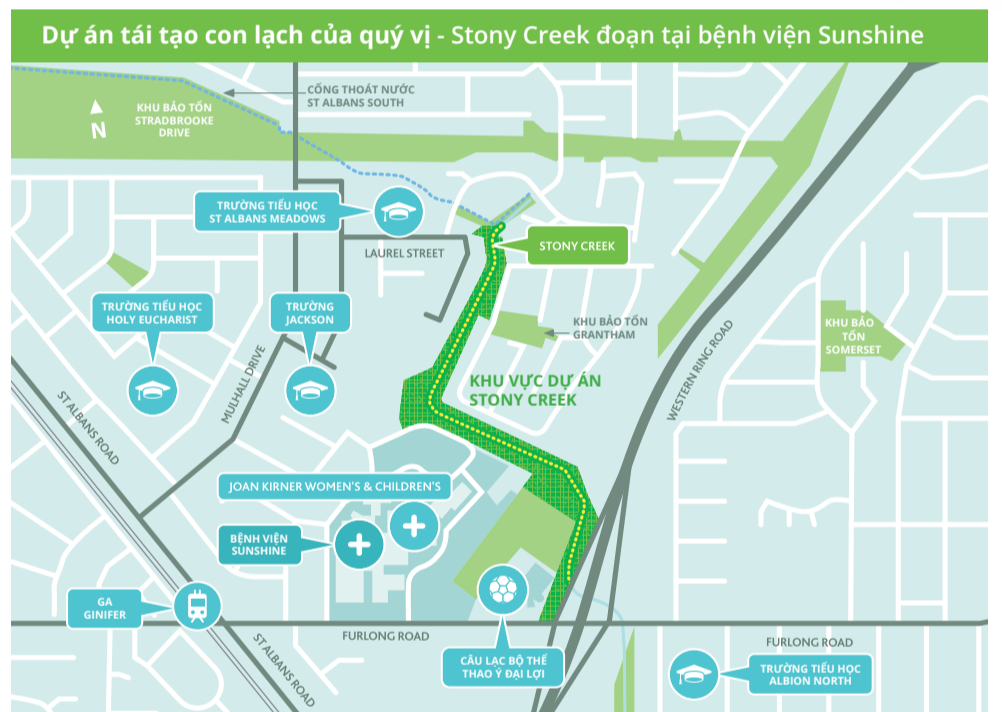 Dự án tái tạo con lạch của quý vị - Stony Creek đoạn tại bệnh viện Sunshine
CỐNG THOÁT NƯỚC
ST ALBANS SOUTH
KHU BẢO TỒN
STRADBROOKE
DRIVE
N
TRƯỜNG TIỂU HỌC
ST ALBANS MEADOWS
LAUREL STREET
STONY CREEK
TRƯỜNG TIỂU HỌC
HOLY EUCHARIST
TRƯỜNG
JACKSON
KHU BẢO TỒN
GRANTHAM
KHU BẢO
TỒN
SOMERSET
WESTERN RING ROAD
MULHALL DRIVE
KHU VỰC DỰ ÁN
STONY CREEK
ST ALBANS ROAD
JOAN KIRNER WOMEN'S & CHILDREN'S
BỆNH VIỆN
SUNSHINE
GA
GINIFER
ST ALBANS ROAD
FURLONG ROAD
CÂU LẠC BỘ THỂ
THAO Ý ĐẠI LỢI
FURLONG ROAD
TRƯỜNG TIỂU HỌC
ALBION NORTH